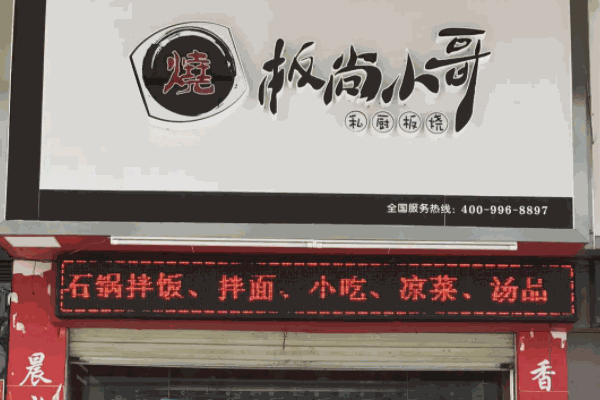 燒
板尚小哥
私厨板烧
全国服务热线：400-996-8897
石锅拌饭、拌面、小吃、凉菜、汤品
晨
香